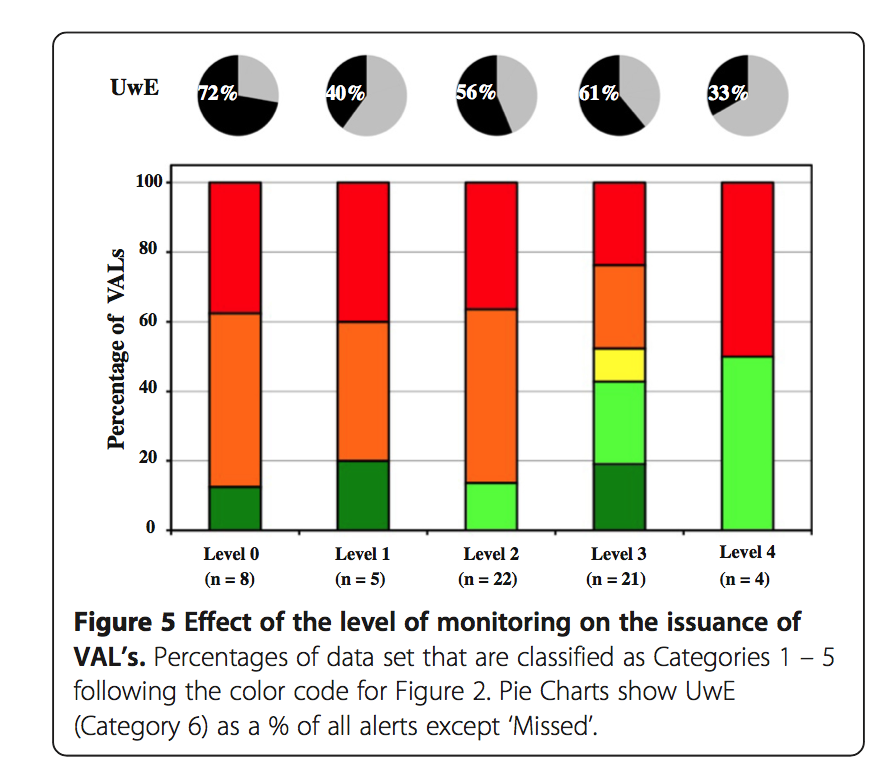 UwE 72% 40% 56% 61% 33%
Percentage of VALs
100
80
60
40
20
0
Level 0 Level 1 Level 2 Level 3 Level 4
(n = 8) (n = 5) (n = 22) (n = 21) (n = 4)
Figure 5 Effect of the level of monitoring on the issuance of
VAL’s. Percentages of data set that are classified as Categories 1 – 5
following the color code for Figure 2. Pie Charts show UwE
(Category 6) as a % of all alerts except ‘Missed’.